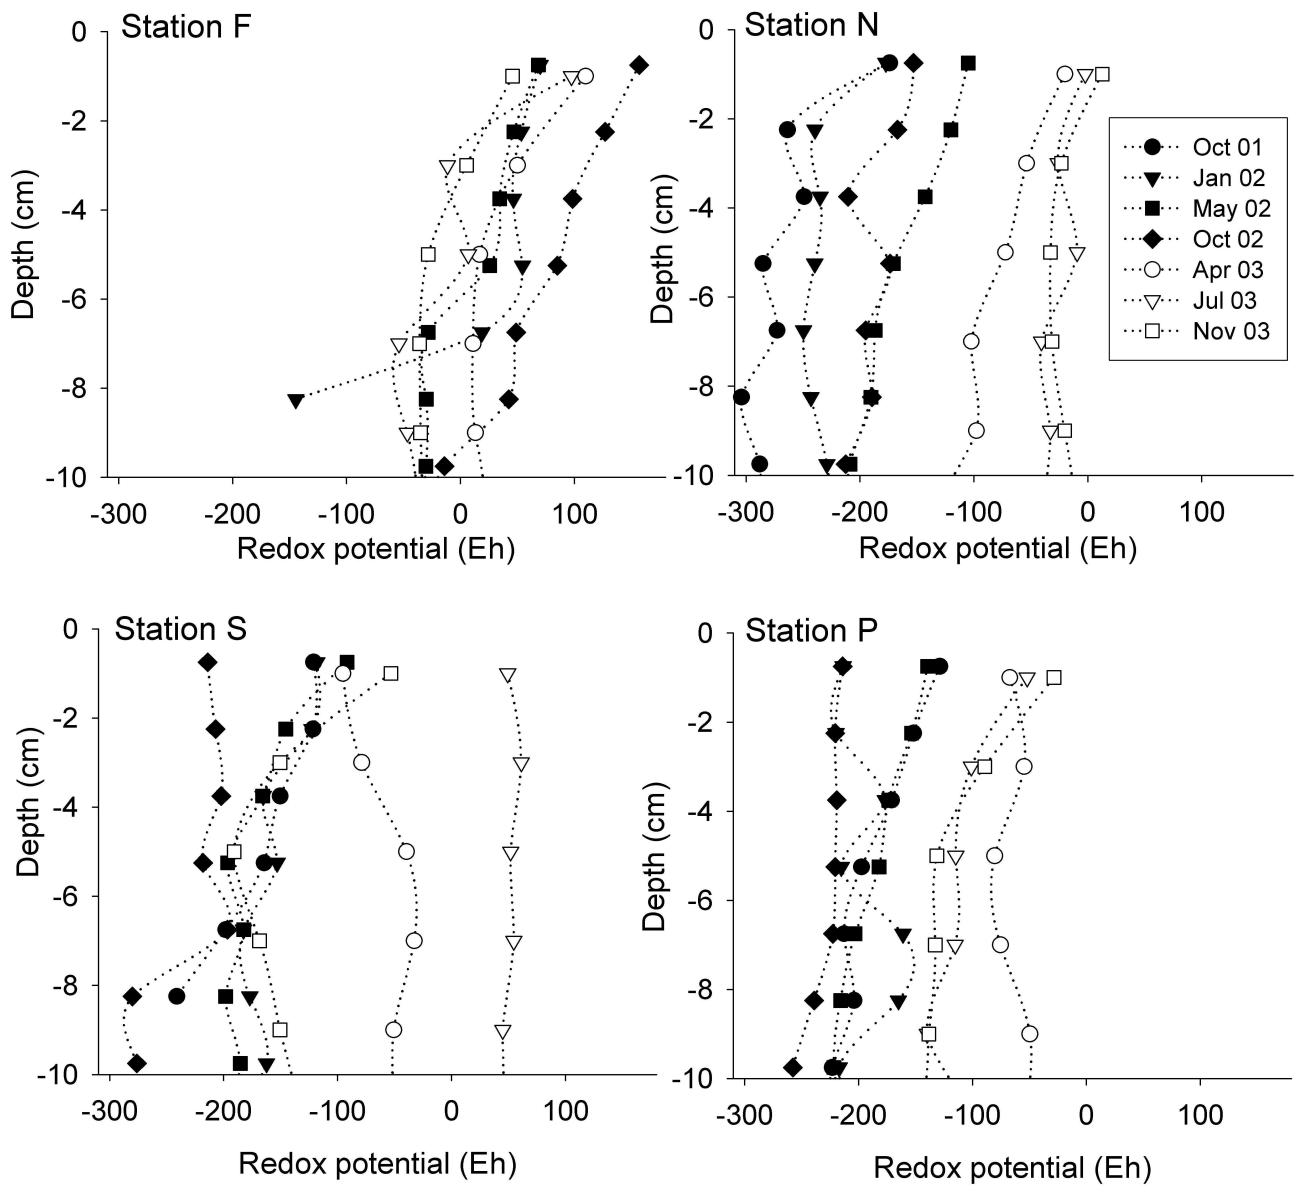 Station F
0
-2
-4
-6
-8
-10
Depth (cm)
-300 -200 -100 0 100
Redox potential (Eh)
Station N
0
-2
-4
-6
-8
-10
Depth (cm)
-300 -200 -100 0 100
Redox potential (Eh)
Oct 01
Jan 02
May 02
Oct 02
Apr 03
Jul 03
Nov 03
Station S
0
-2
-4
-6
-8
-10
Depth (cm)
-300 -200 -100 0 100
Redox potential (Eh)
Station P
0
-2
-4
-6
-8
-10
Depth (cm)
-300 -200 -100 0 100
Redox potential (Eh)